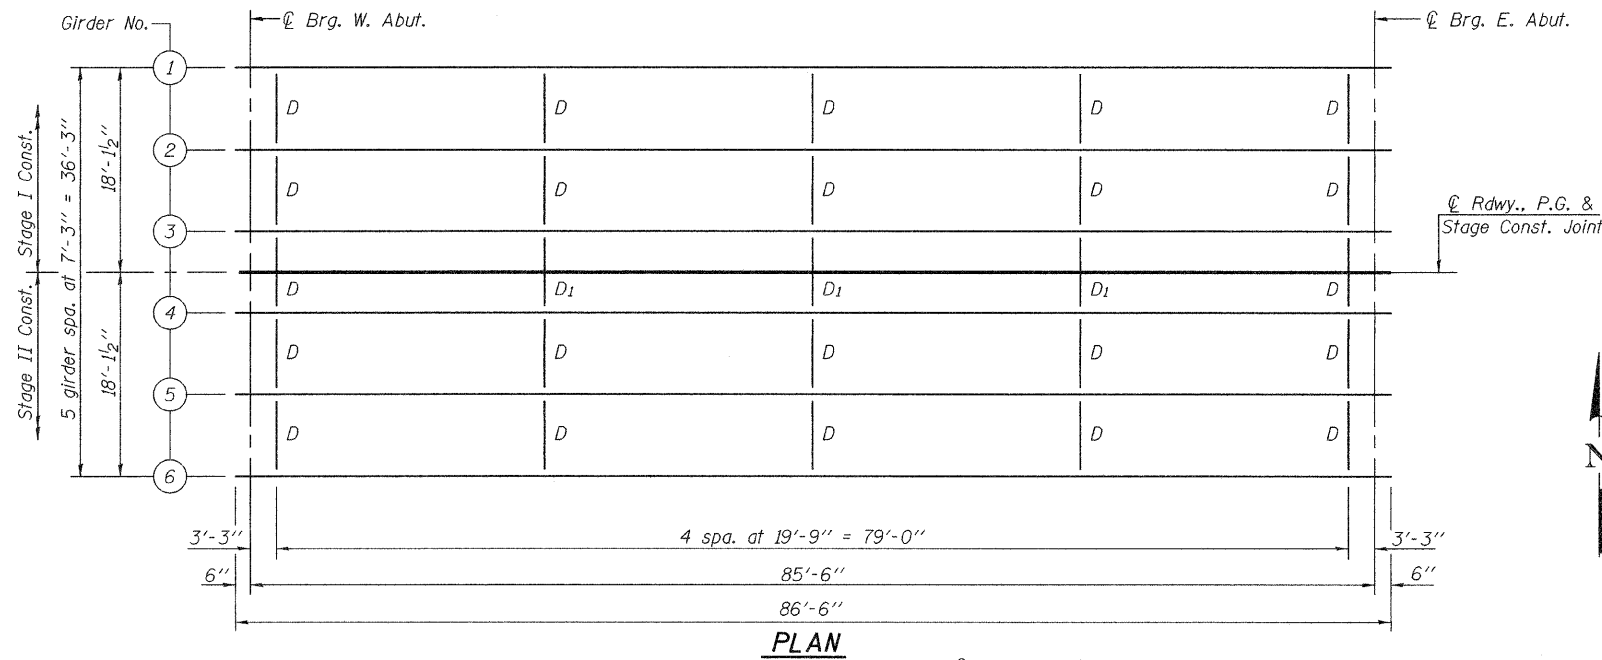 Girder No.
℄ Brg. W. Abut.
℄ Brg. E. Abut.
1
D D D D D
2
D D D D D
3
℄ Rdwy., P.G. &
Stage Const. Joint
D D1 D1 D1 D
4
D D D D D
5
D D D D D
6
Stage I Const.
Stage II Const.
5 girder spa. at 7'-3" = 36'-3"
18'-1½"
18'-1½"
N
3'-3" 4 spa. at 19'-9" = 79'-0" 3'-3"
6" 85'-6" 6"
86'-6"
PLAN